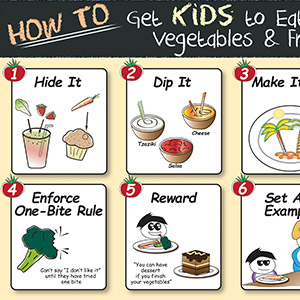 HOW TO Get KIDS to Eat
Vegetables & Fr
1
Hide It
2
Dip It
Tzatziki
Cheese
Salsa
3
Make It
4
Enforce
One-Bite Rule
Can't say "I don't like it"
until they have tried
one bite
5
Reward
"You can have
dessert
if you finish
your vegetables"
6
Set A
Examp